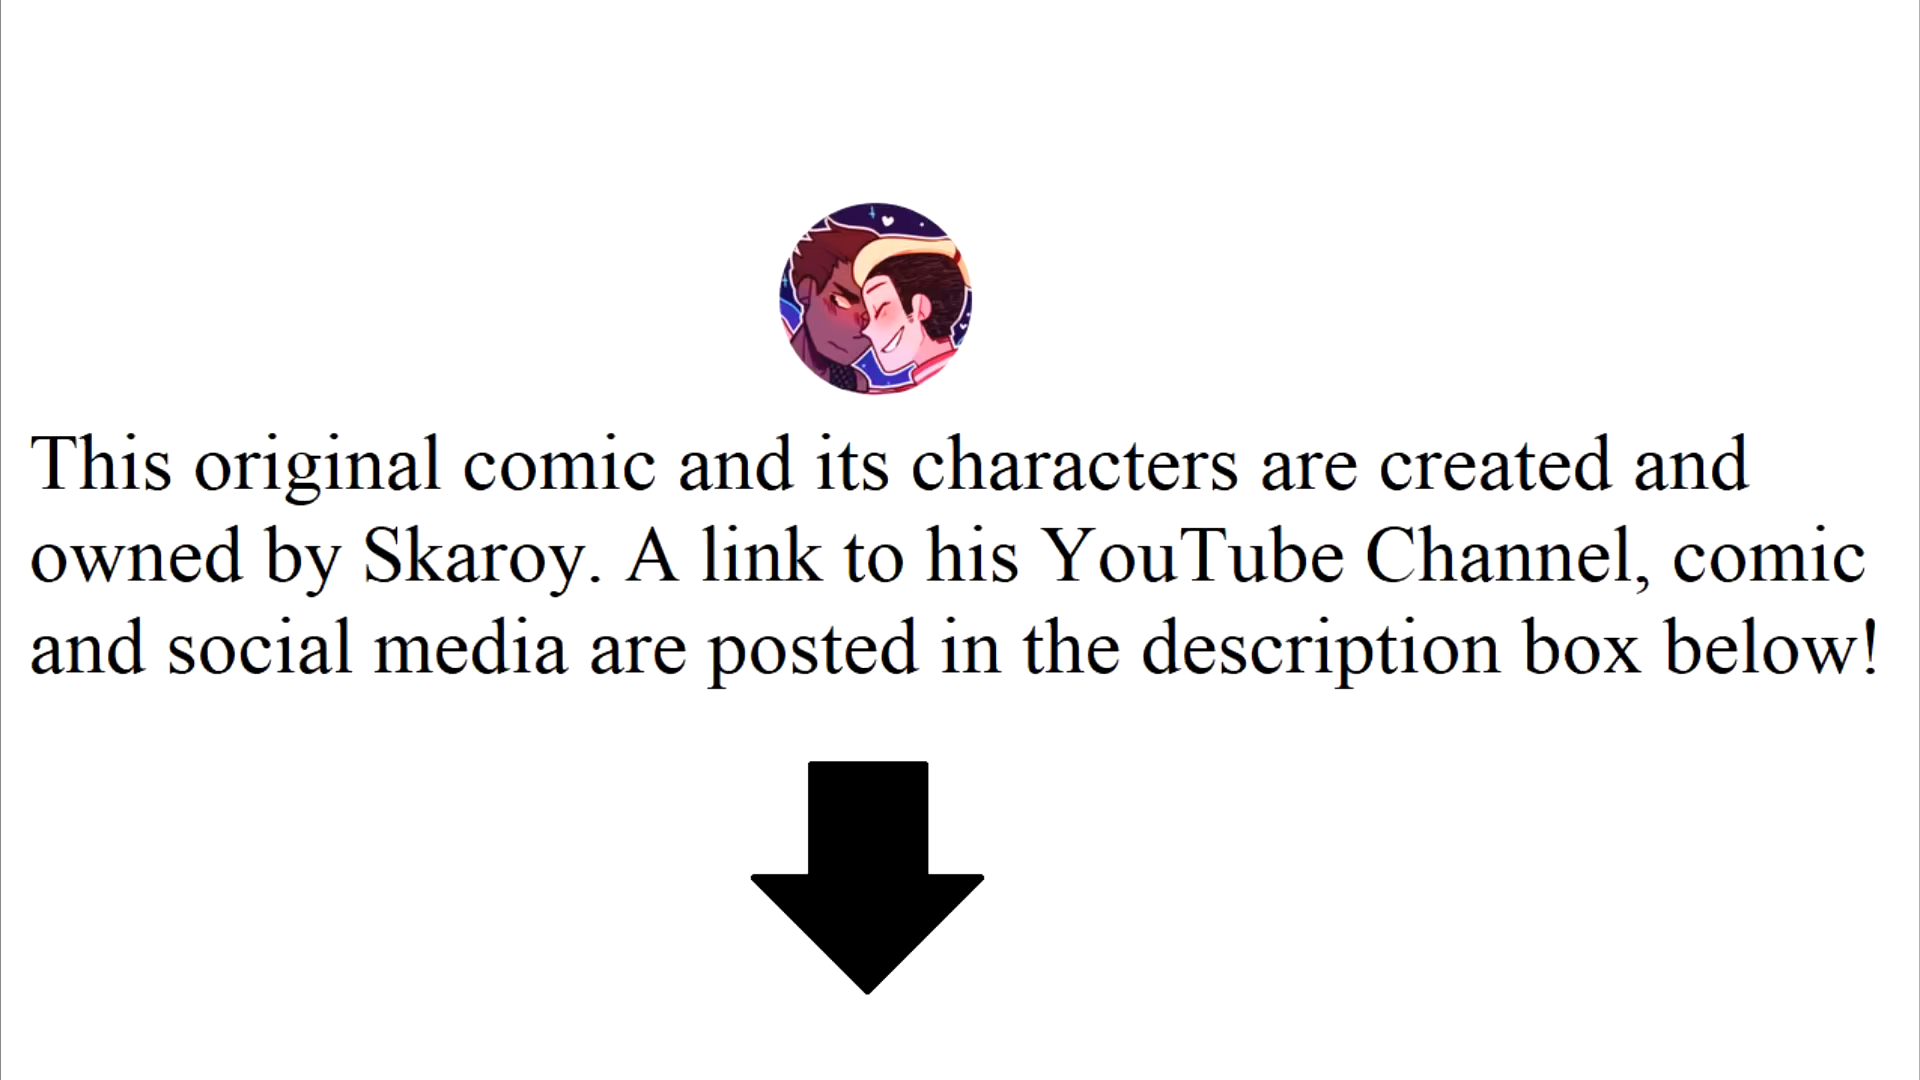 This original comic and its characters are created and
owned by Skaroy. A link to his YouTube Channel, comic
and social media are posted in the description box below!